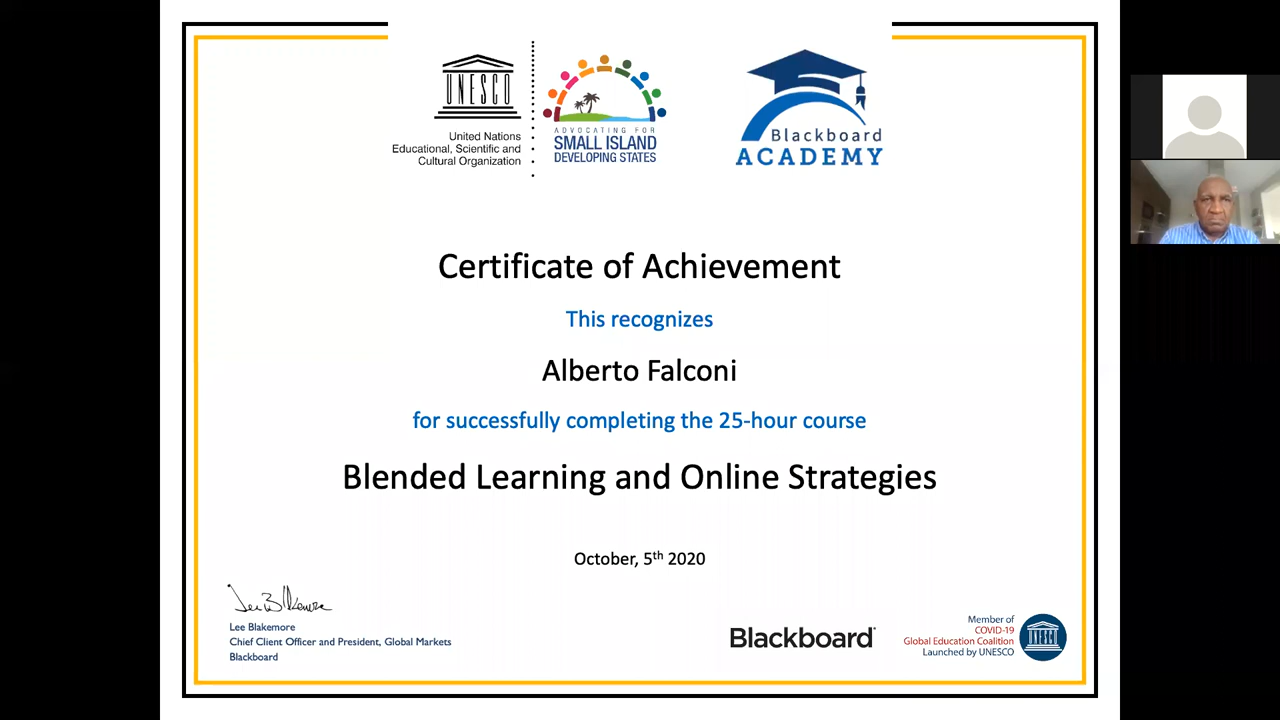 UNESCO
United Nations
Educational, Scientific and
Cultural Organization
ADVOCATING FOR
SMALL ISLAND
DEVELOPING STATES
Blackboard
ACADEMY
Certificate of Achievement
This recognizes
Alberto Falconi
for successfully completing the 25-hour course
Blended Learning and Online Strategies
October, 5th 2020
Lee Blakemore
Lee Blakemore
Chief Client Officer and President, Global Markets
Blackboard
Blackboard
Member of
COVID-19
Global Education Coalition
Launched by UNESCO
UNESCO